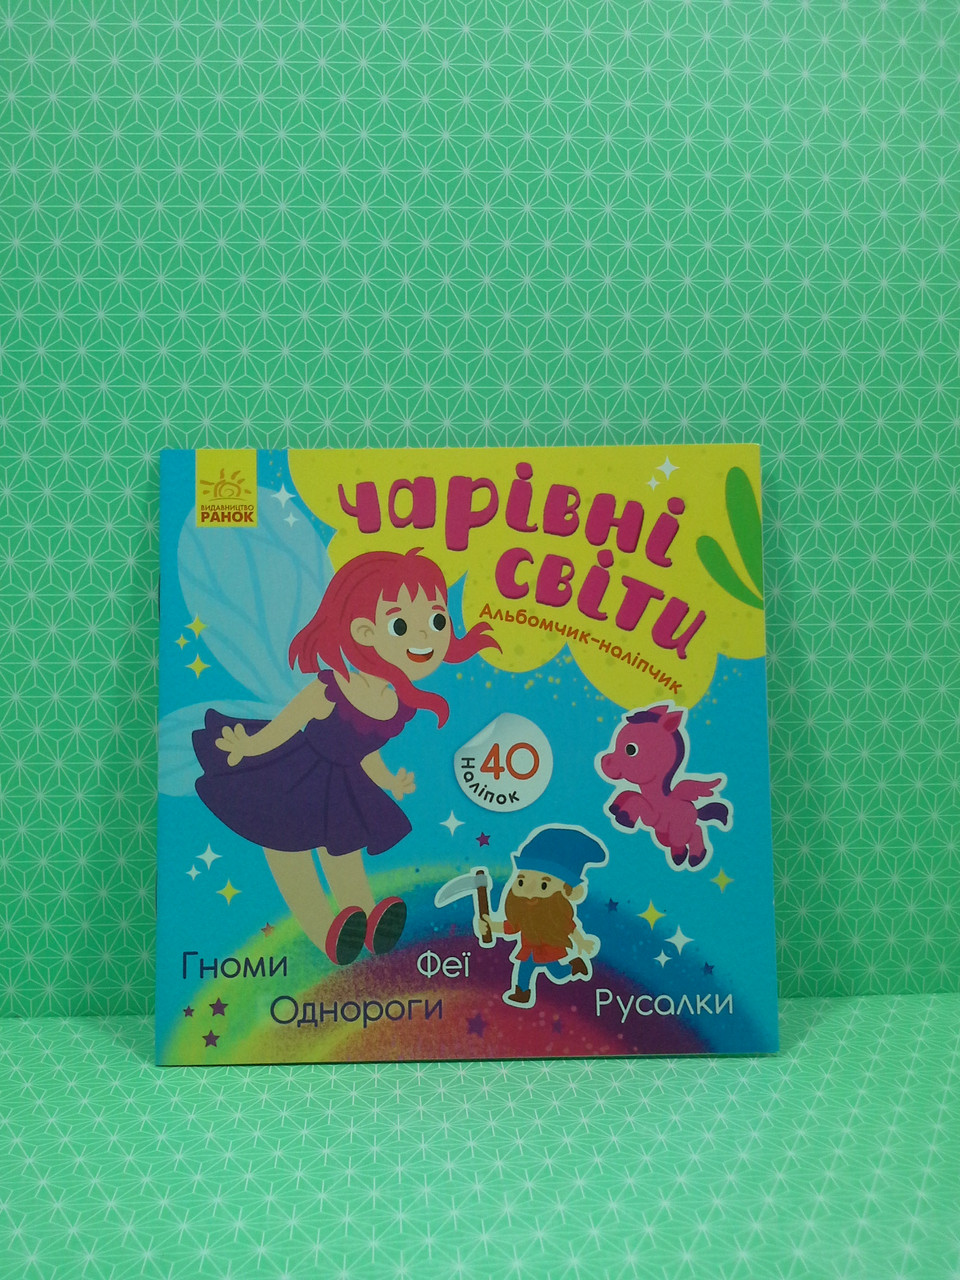 ВИДАВНИЦТВО
РАНОК
Чарівні
світи
Альбомчик-наліпчик
40
наліпок
Гноми
Феї
Однороги
Русалки